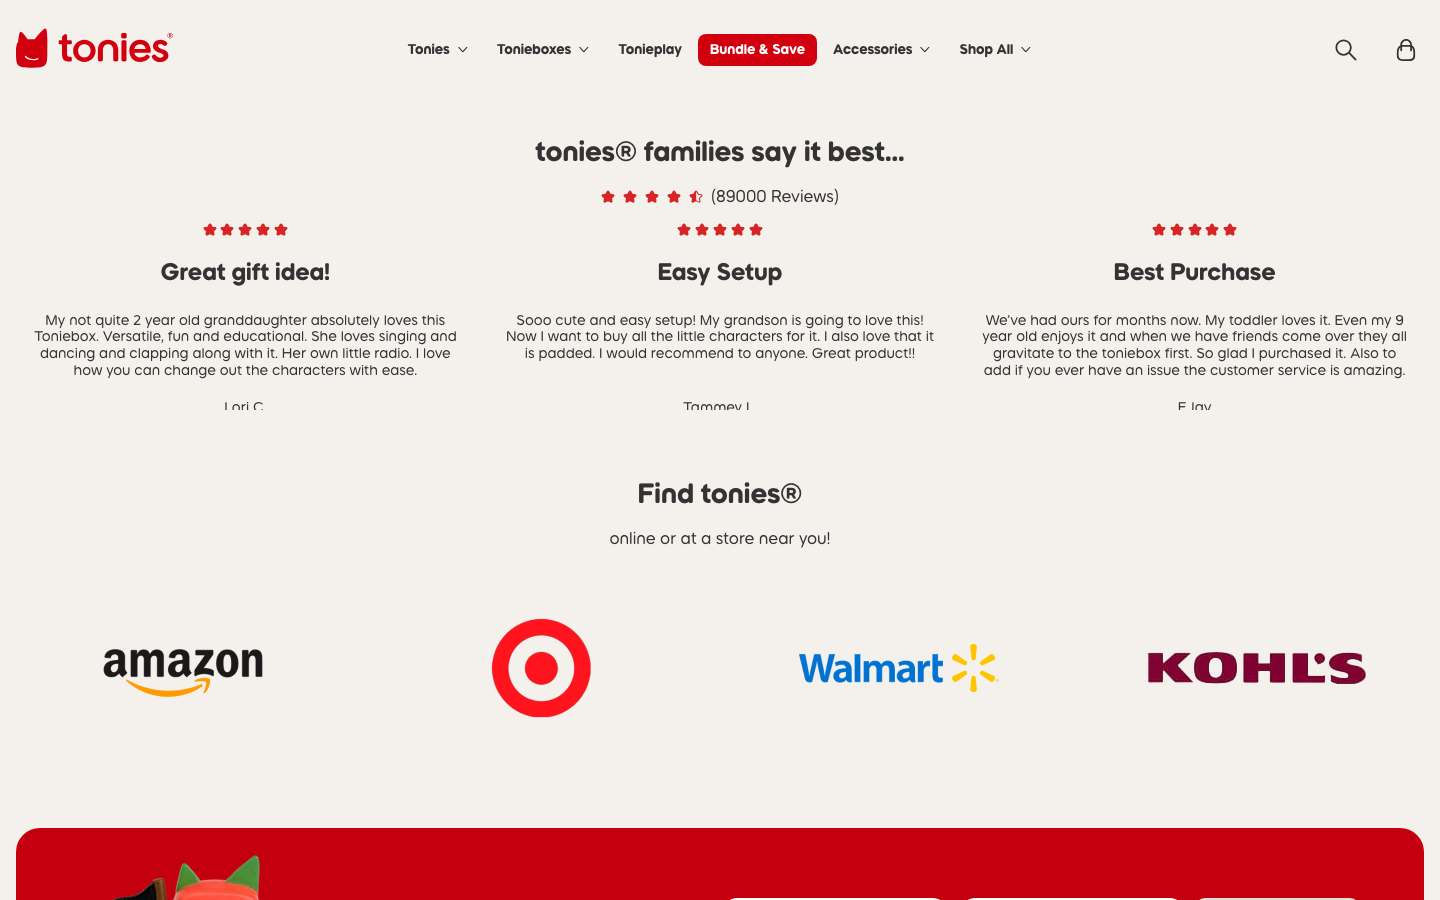 tonies®
Tonies
Tonieboxes
Tonieplay
Bundle & Save
Accessories
Shop All
tonies® families say it best...
(89000 Reviews)
Great gift idea!
My not quite 2 year old granddaughter absolutely loves this
Toniebox. Versatile, fun and educational. She loves singing and
dancing and clapping along with it. Her own little radio. I love
how you can change out the characters with ease.
Lori C
Easy Setup
Sooo cute and easy setup! My grandson is going to love this!
Now I want to buy all the little characters for it. I also love that it
is padded. I would recommend to anyone. Great product!!
Tammey L
Best Purchase
We've had ours for months now. My toddler loves it. Even my 9
year old enjoys it and when we have friends come over they all
gravitate to the toniebox first. So glad I purchased it. Also to
add if you ever have an issue the customer service is amazing.
E Jay
Find tonies®
online or at a store near you!
amazon
Walmart
KOHL'S